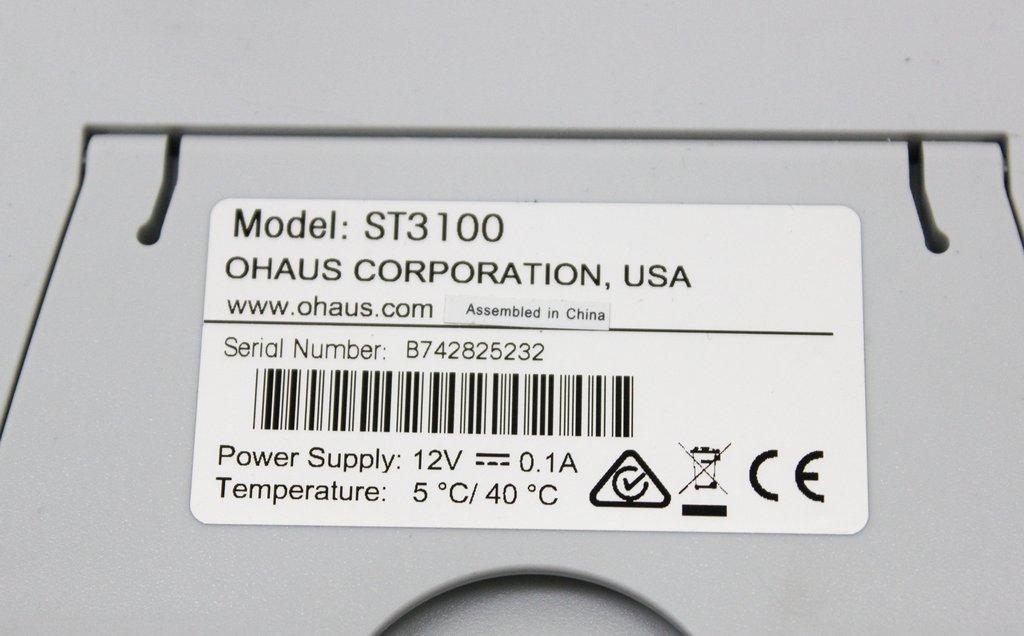 Model: ST3100
OHAUS CORPORATION, USA
www.ohaus.com Assembled in China
Serial Number: B742825232
Power Supply: 12V ⎓ 0.1A
Temperature: 5 °C/ 40 °C
CE